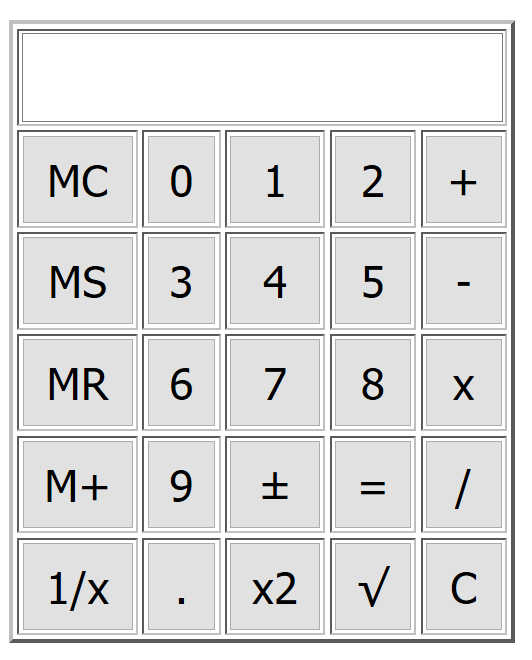 MC 0 1 2 +
MS 3 4 5 -
MR 6 7 8 x
M+ 9 ± = /
1/x . x2 √ C